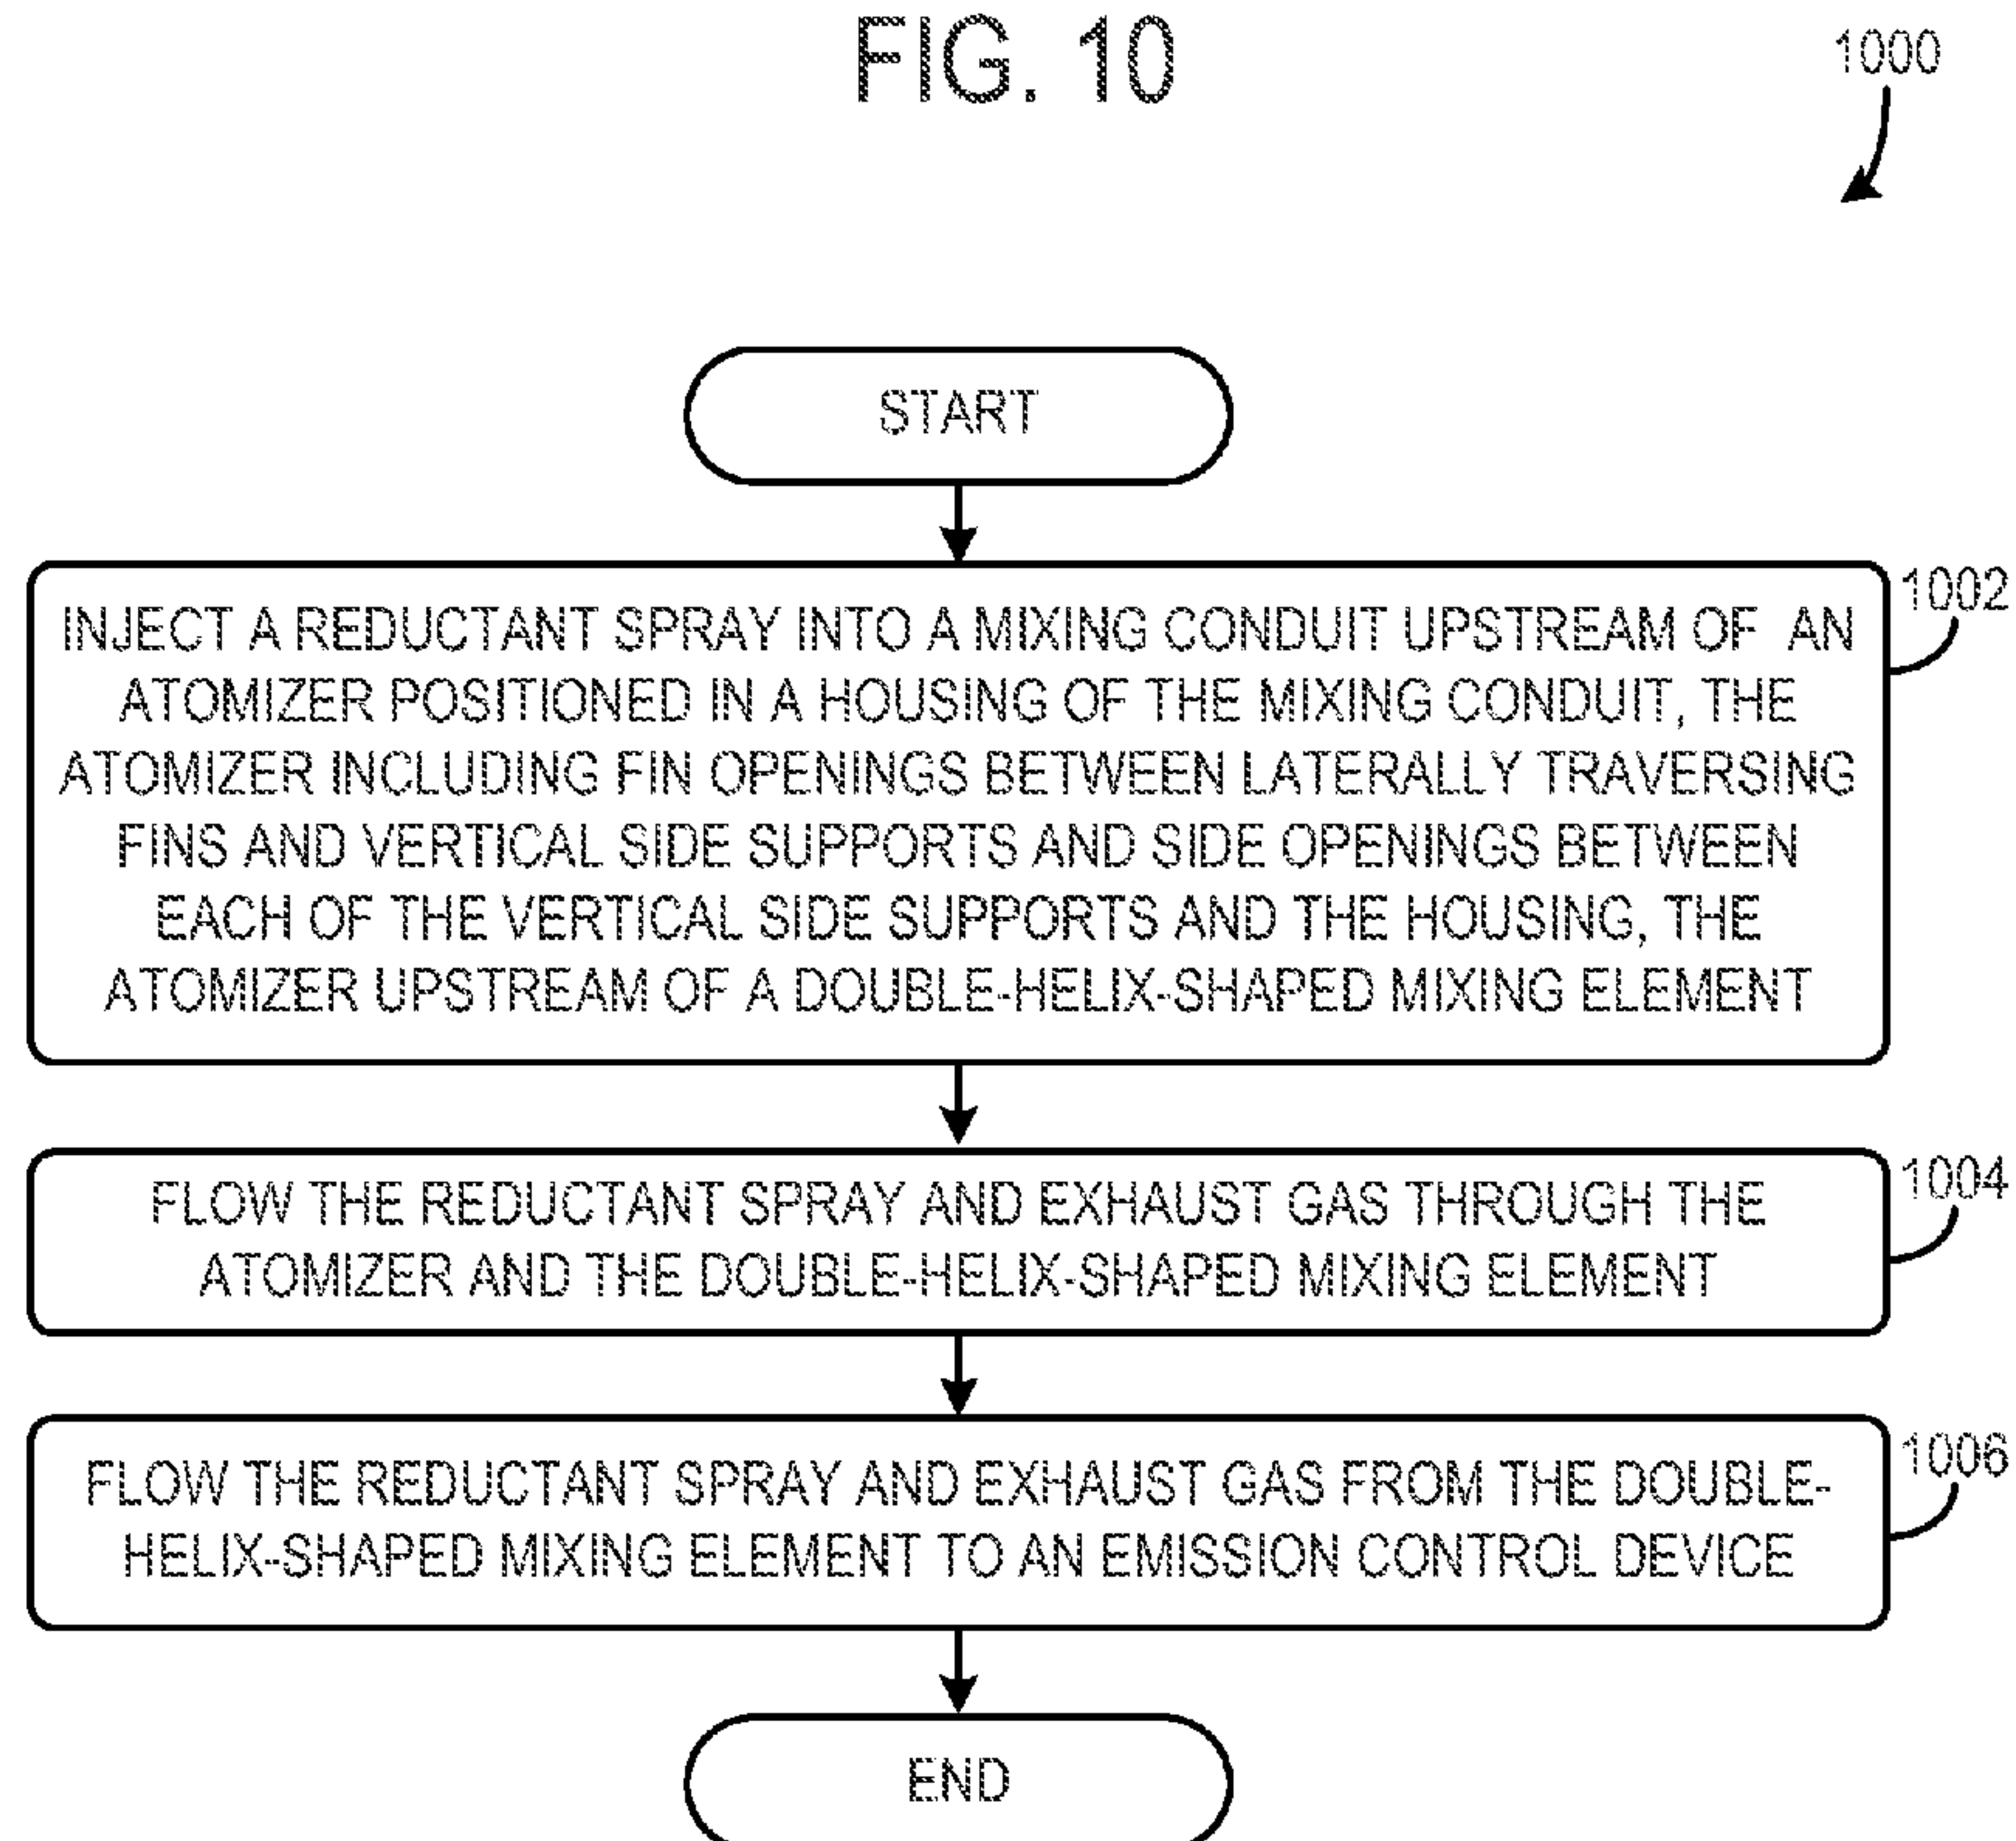 FIG. 10
1000
START
1002
INJECT A REDUCTANT SPRAY INTO A MIXING CONDUIT UPSTREAM OF AN
ATOMIZER POSITIONED IN A HOUSING OF THE MIXING CONDUIT, THE
ATOMIZER INCLUDING FIN OPENINGS BETWEEN LATERALLY TRAVERSING
FINS AND VERTICAL SIDE SUPPORTS AND SIDE OPENINGS BETWEEN
EACH OF THE VERTICAL SIDE SUPPORTS AND THE HOUSING, THE
ATOMIZER UPSTREAM OF A DOUBLE-HELIX-SHAPED MIXING ELEMENT
1004
FLOW THE REDUCTANT SPRAY AND EXHAUST GAS THROUGH THE
ATOMIZER AND THE DOUBLE-HELIX-SHAPED MIXING ELEMENT
1006
FLOW THE REDUCTANT SPRAY AND EXHAUST GAS FROM THE DOUBLE-
HELIX-SHAPED MIXING ELEMENT TO AN EMISSION CONTROL DEVICE
END